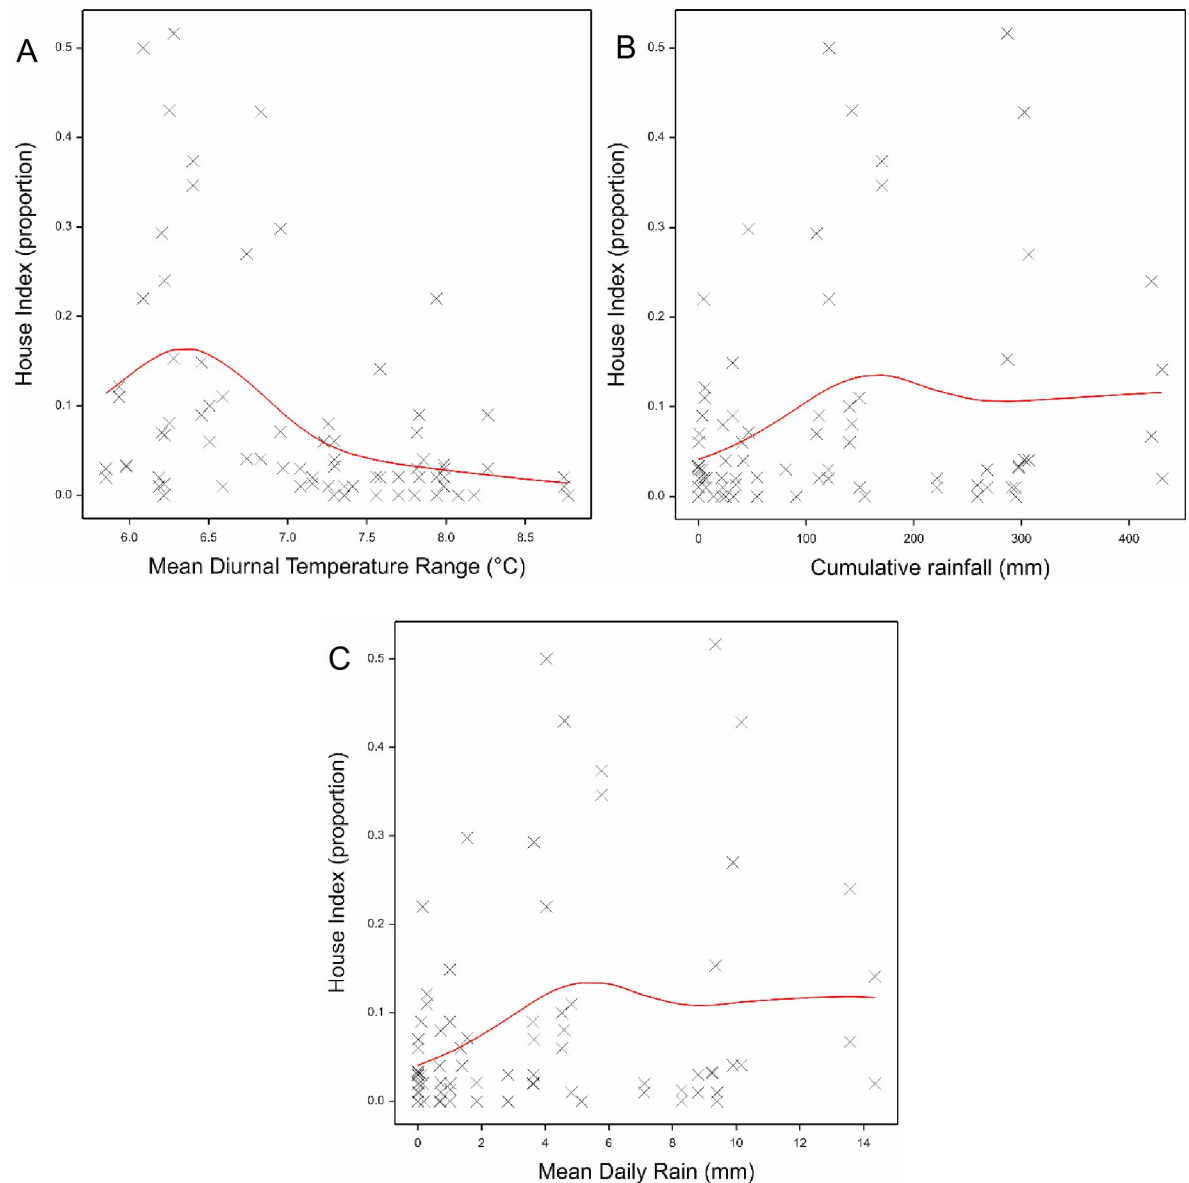 A
House Index (proportion)
0.5
0.4
0.3
0.2
0.1
0.0
6.0 6.5 7.0 7.5 8.0 8.5
Mean Diurnal Temperature Range (°C)
B
House Index (proportion)
0.5
0.4
0.3
0.2
0.1
0.0
0 100 200 300 400
Cumulative rainfall (mm)
C
House Index (proportion)
0.5
0.4
0.3
0.2
0.1
0.0
0 2 4 6 8 10 12 14
Mean Daily Rain (mm)